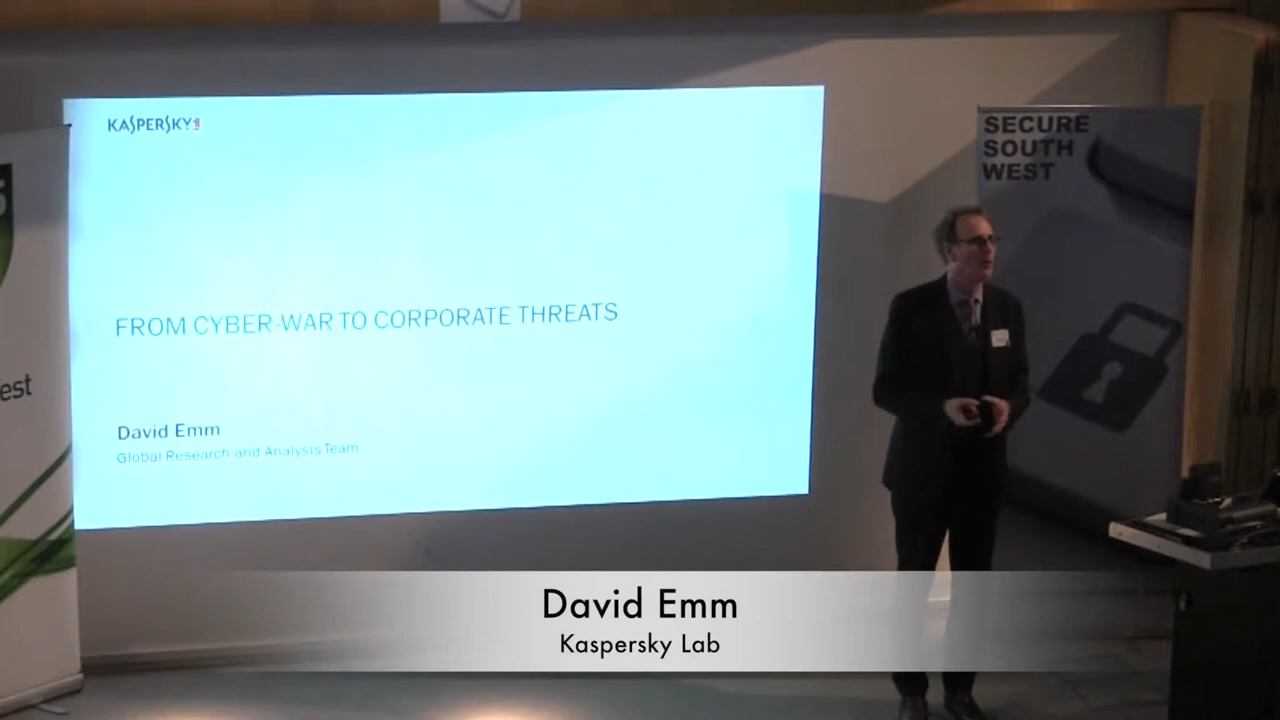 KASPERSKY
FROM CYBER-WAR TO CORPORATE THREATS
David Emm
Global Research and Analysis Team
SECURE
SOUTH
WEST
est
David Emm
Kaspersky Lab